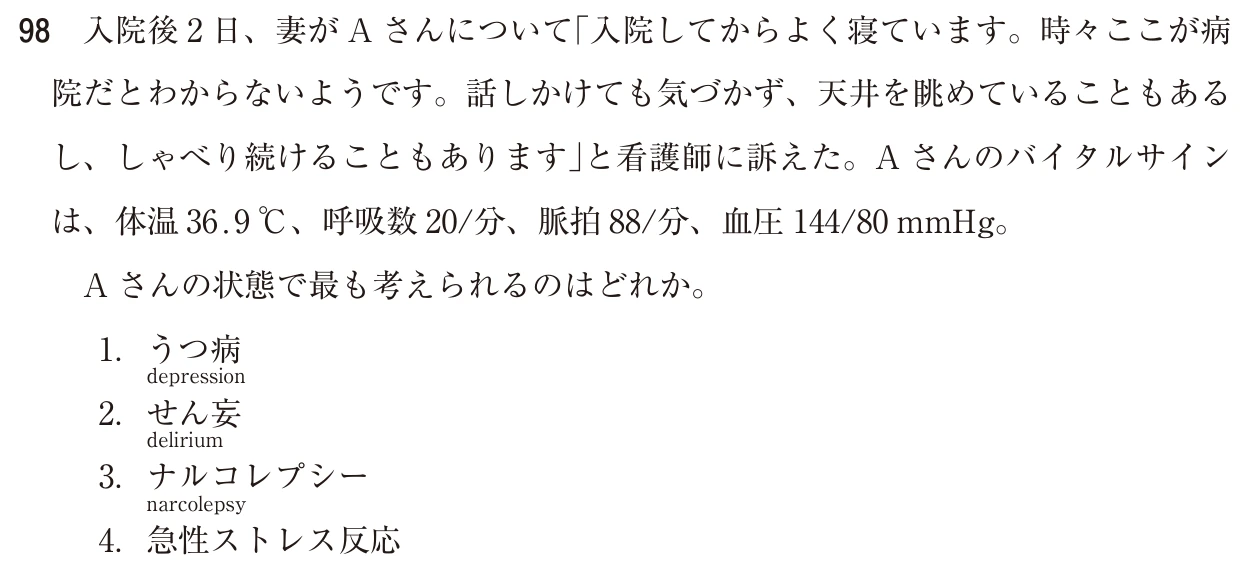 98 入院後2日、妻がAさんについて「入院してからよく寝ています。時々ここが病
院だとわからないようです。話しかけても気づかず、天井を眺めていることもある
し、しゃべり続けることもあります」と看護師に訴えた。Aさんのバイタルサイン
は、体温36.9℃、呼吸数20/分、脈拍88/分、血圧144/80 mmHg。
Aさんの状態で最も考えられるのはどれか。
1. うつ病
depression
2. せん妄
delirium
3. ナルコレプシー
narcolepsy
4. 急性ストレス反応